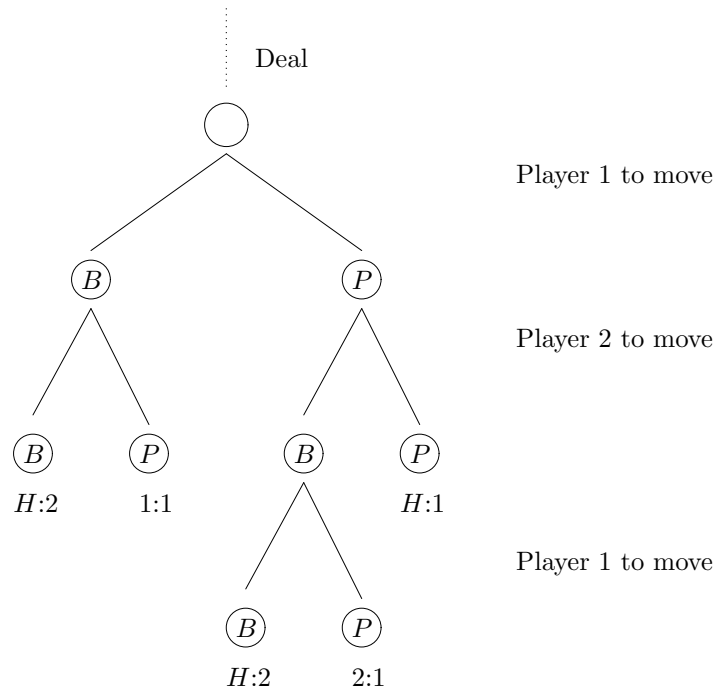 Deal
Player 1 to move
B P
Player 2 to move
B P B P
H:2 1:1 H:1
Player 1 to move
B P
H:2 2:1